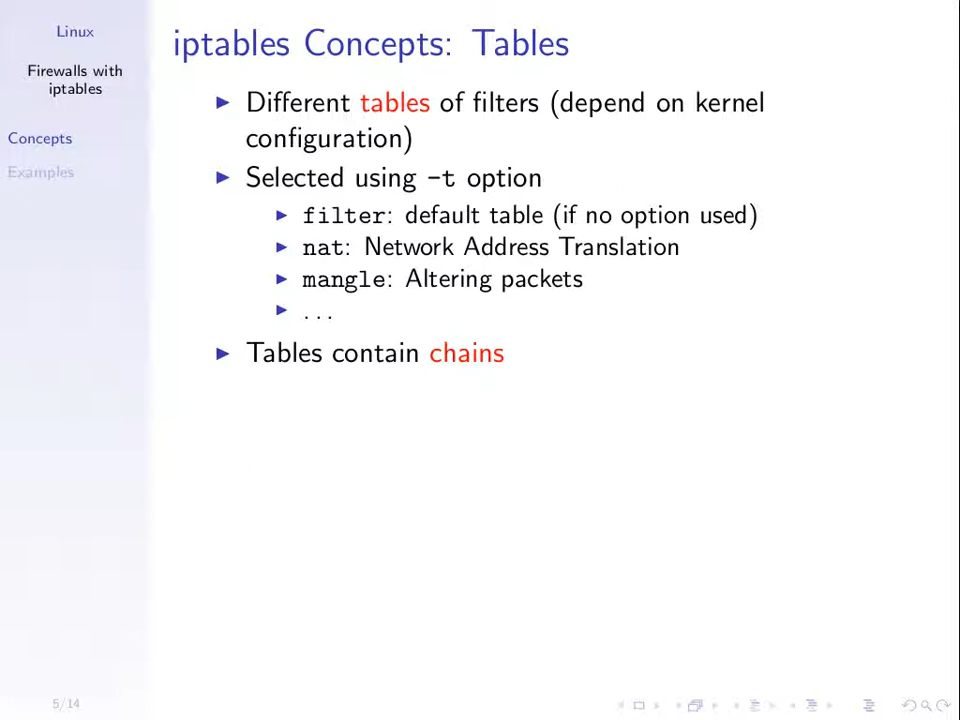 Linux
Firewalls with
iptables
Concepts
Examples
iptables Concepts: Tables
Different tables of filters (depend on kernel
configuration)
Selected using -t option
filter: default table (if no option used)
nat: Network Address Translation
mangle: Altering packets
...
Tables contain chains
5/14